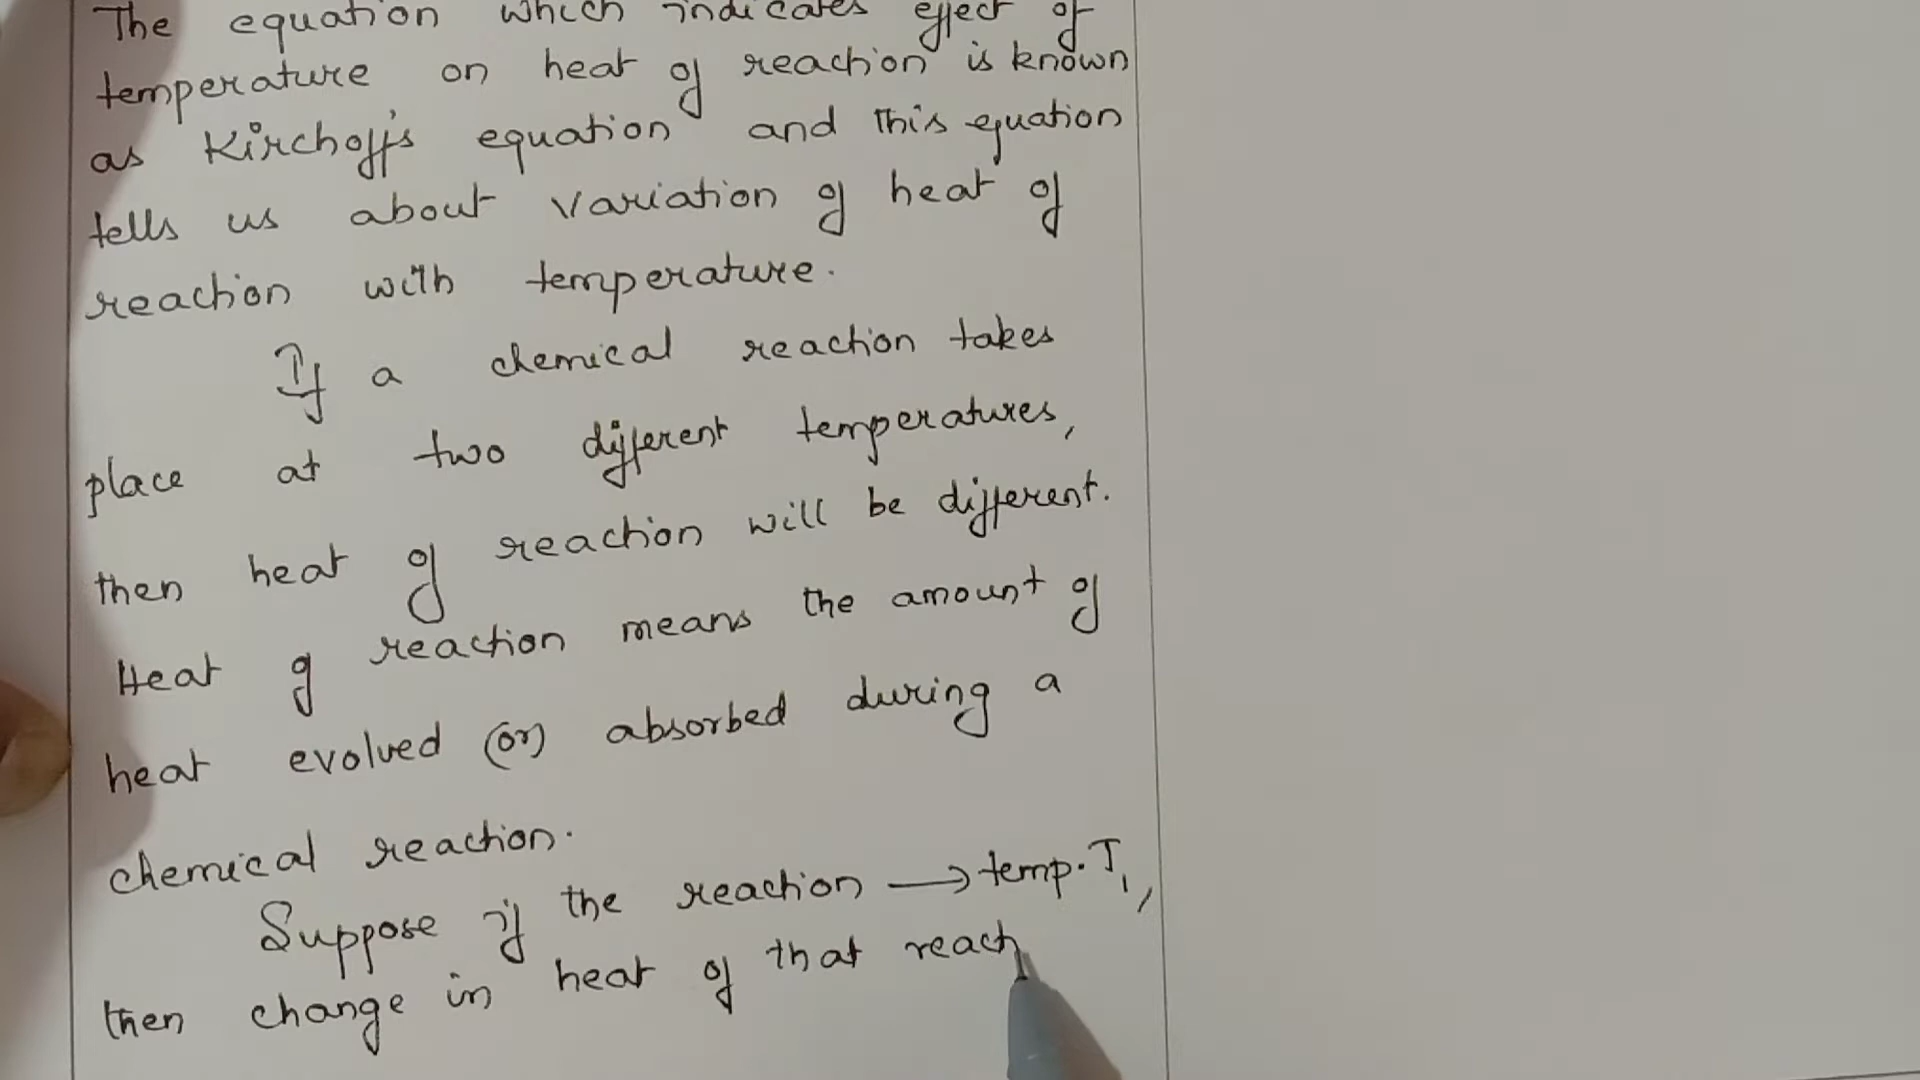 The equation which indicates effect of
temperature on heat of reaction is known
as Kirchoff's equation and this equation
tells us about variation of heat of
reaction with temperature.
If a chemical reaction takes
place at two different temperatures,
then heat of reaction will be different.
Heat of reaction means the amount of
heat evolved (or) absorbed during a
chemical reaction.
Suppose if the reaction ⟶ temp. T₁,
then change in heat of that reacti